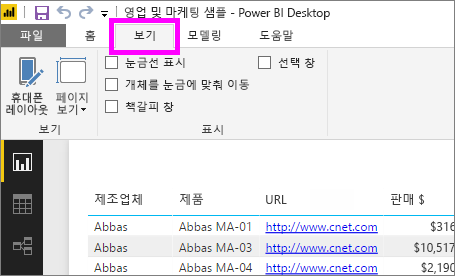 영업 및 마케팅 샘플 - Power BI Desktop
파일 홈 보기 모델링 도움말
휴대폰 레이아웃
페이지 보기
눈금선 표시
개체를 눈금에 맞춰 이동
책갈피 창
선택 창
보기 표시
제조업체 제품 URL 판매 $
Abbas Abbas MA-01 http://www.cnet.com $316
Abbas Abbas MA-03 http://www.cnet.com $10,517
Abbas Abbas MA-04 http://www.cnet.com $2,190